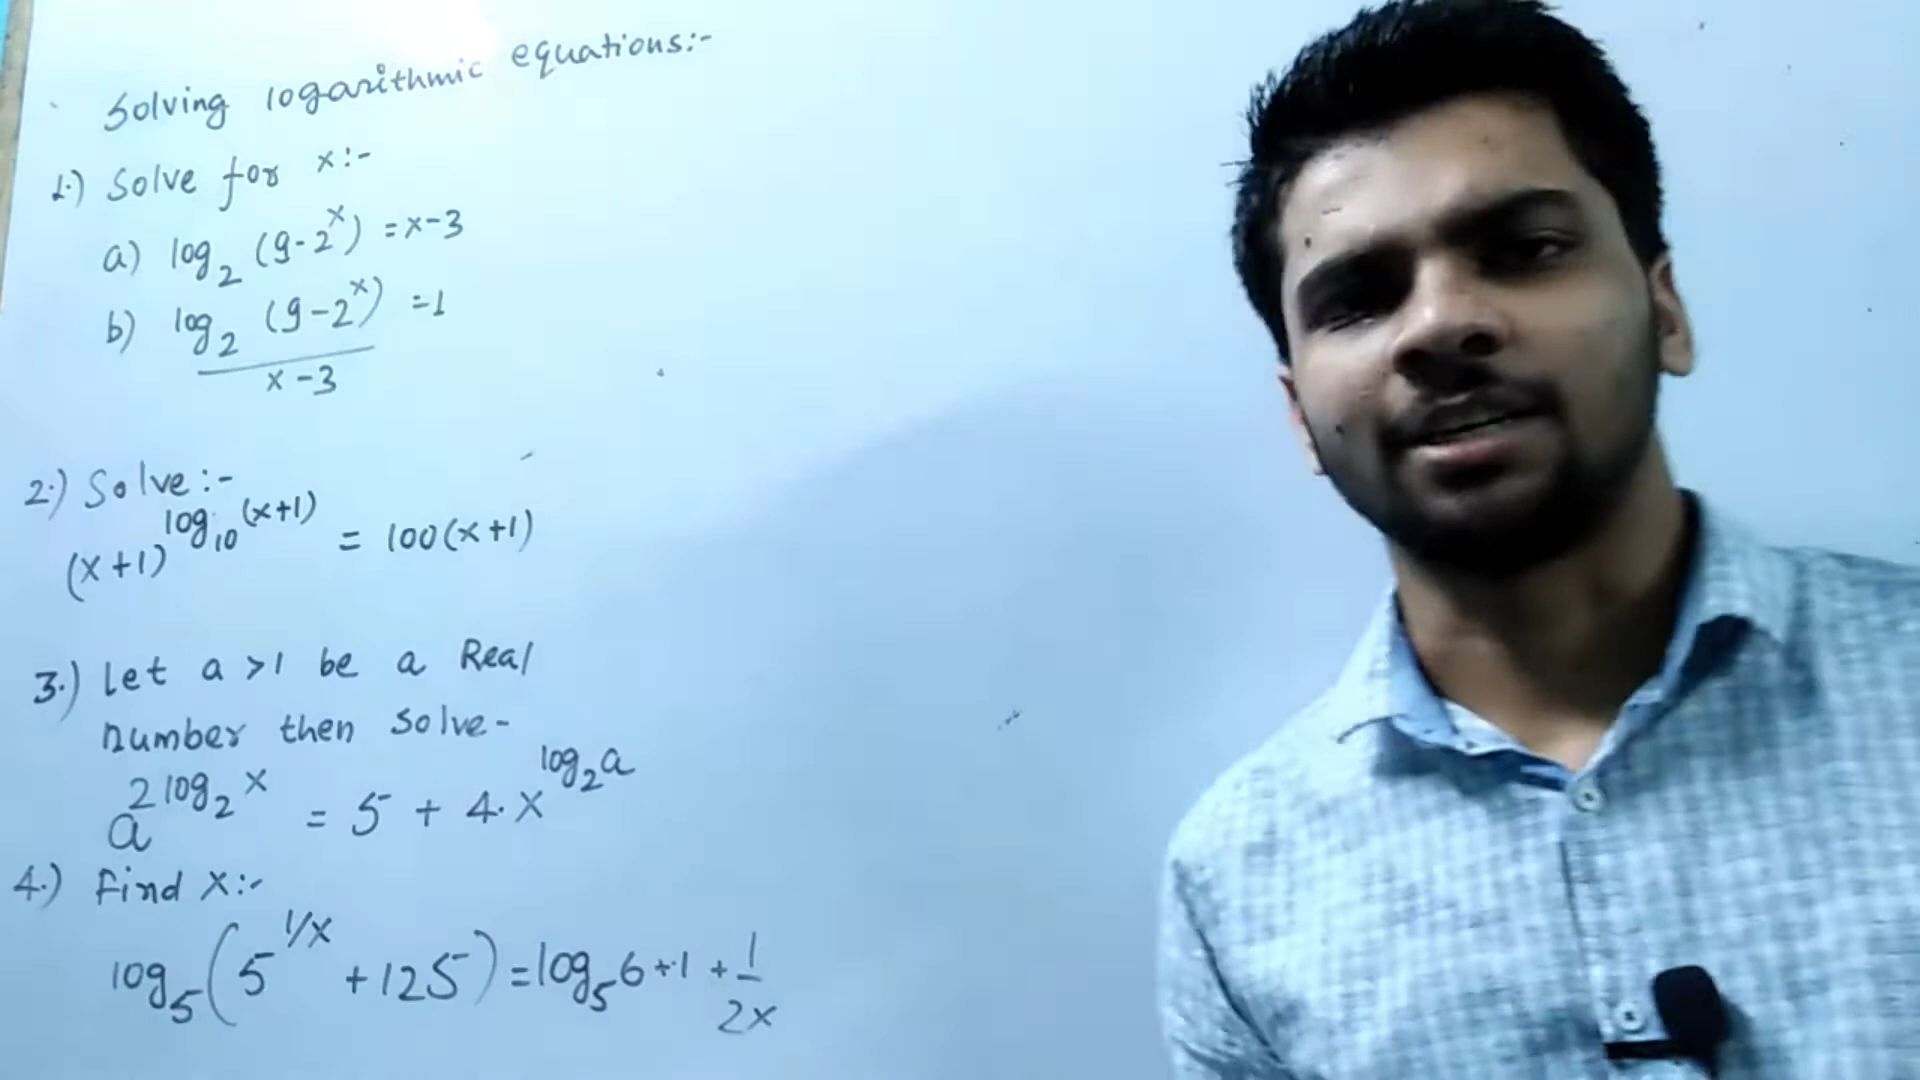 Solving logarithmic equations:-
1.) Solve for x:-
a) log₂ (9-2ˣ) = x-3
b) log₂ (9-2ˣ) = 1
x-3
2.) Solve:-
(x+1)^log₁₀(x+1) = 100(x+1)
3.) Let a >1 be a Real
number then solve-
a^2log₂x = 5 + 4.x^log₂a
4.) Find x:-
log₅(5^1/x + 125) = log₅6 + 1 + 1/2x